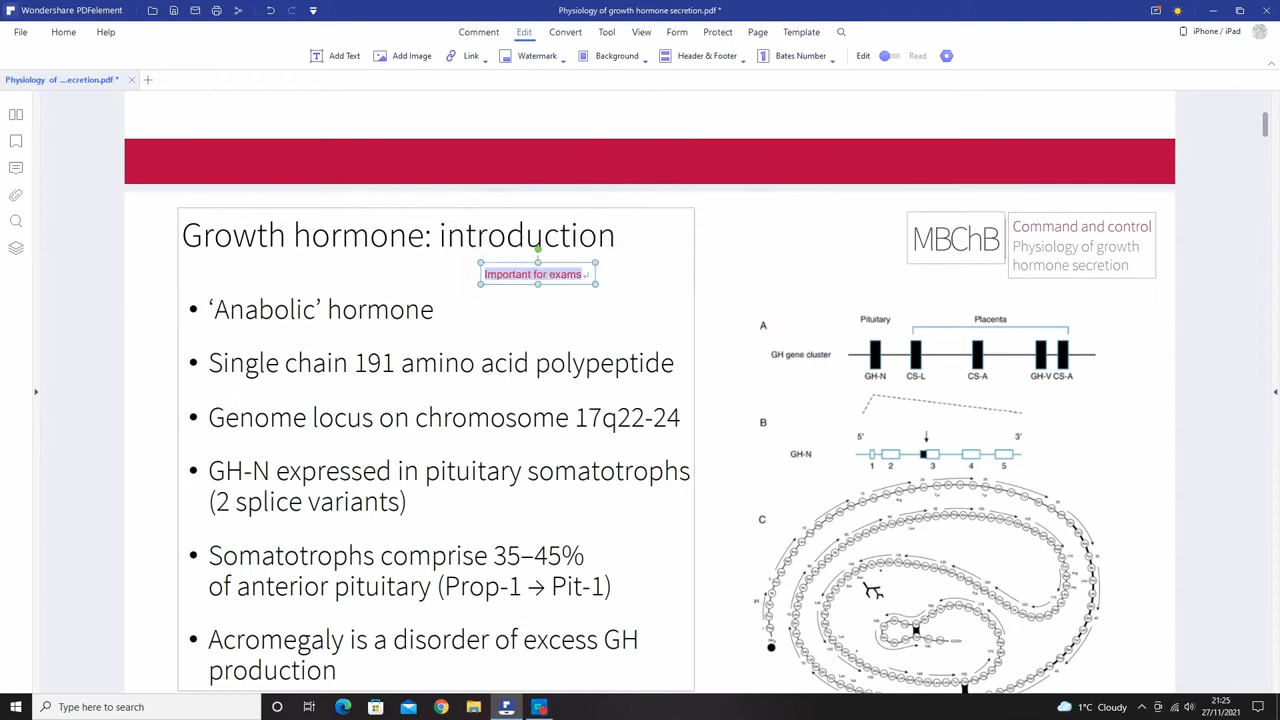 Wondershare PDFelement
Physiology of growth hormone secretion.pdf *
File Home Help
Comment Edit Convert Tool View Form Protect Page Template
iPhone / iPad
Add Text Add Image Link Watermark Background Header & Footer Bates Number Edit Read
Physiology of ...ecretion.pdf *
Growth hormone: introduction
Important for exams
• ‘Anabolic’ hormone
• Single chain 191 amino acid polypeptide
• Genome locus on chromosome 17q22-24
• GH-N expressed in pituitary somatotrophs
(2 splice variants)
• Somatotrophs comprise 35–45%
of anterior pituitary (Prop-1 → Pit-1)
• Acromegaly is a disorder of excess GH
production
MBChB
Command and control
Physiology of growth
hormone secretion
A
Pituitary Placenta
GH gene cluster
GH-N CS-L CS-A GH-V CS-A
B
5' 3'
GH-N
1 2 3 4 5
C
Type here to search
1°C Cloudy
21:25
27/11/2021